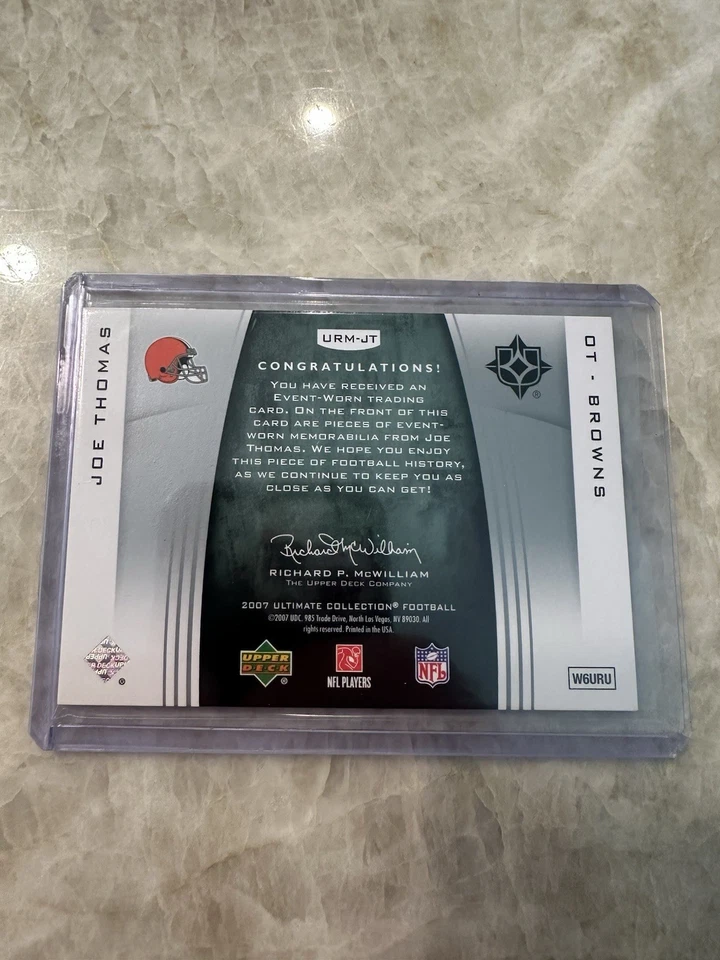 JOE THOMAS
URM-JT
CONGRATULATIONS!
YOU HAVE RECEIVED AN
EVENT-WORN TRADING
CARD. ON THE FRONT OF THIS
CARD ARE PIECES OF EVENT-
WORN MEMORABILIA FROM JOE
THOMAS. WE HOPE YOU ENJOY
THIS PIECE OF FOOTBALL HISTORY,
AS WE CONTINUE TO KEEP YOU AS
CLOSE AS YOU CAN GET!
Richard P. McWilliam
RICHARD P. MCWILLIAM
THE UPPER DECK COMPANY
2007 ULTIMATE COLLECTION® FOOTBALL
©2007 UDC. 985 Trade Drive, North Las Vegas, NV 89030. All
rights reserved. Printed in the USA.
UPPER
DECK
®
NFL PLAYERS
NFL
®
OT - BROWNS
W6URU
®